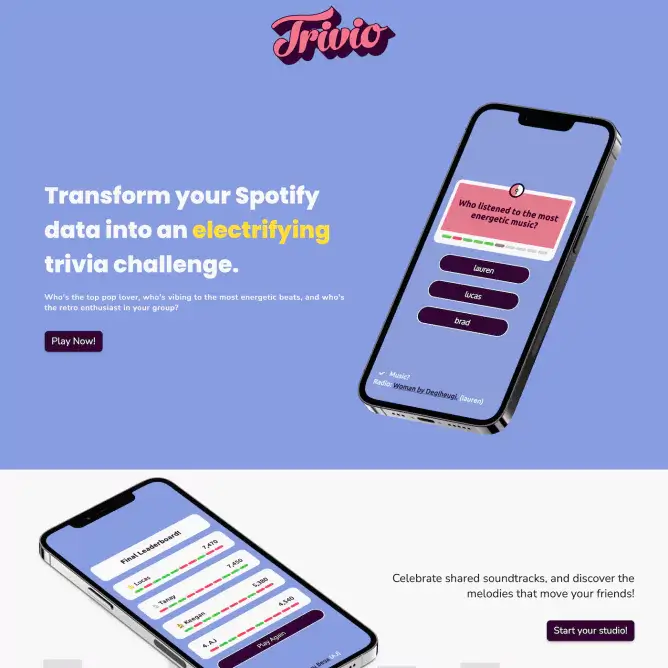 Trivio
Transform your Spotify
data into an electrifying
trivia challenge.
Who's the top pop lover, who's vibing to the most energetic beats, and who's
the retro enthusiast in your group?
Play Now!
Who listened to the most
energetic music?
lauren
lucas
brad
Music?
Radio: Woman by Deglheugi, (lauren)
Final Leaderboard!
Lucas 7,470
Tanay 7,450
Keegan 5,380
4. AJ 4,540
Play Again
Celebrate shared soundtracks, and discover the
melodies that move your friends!
Start your studio!